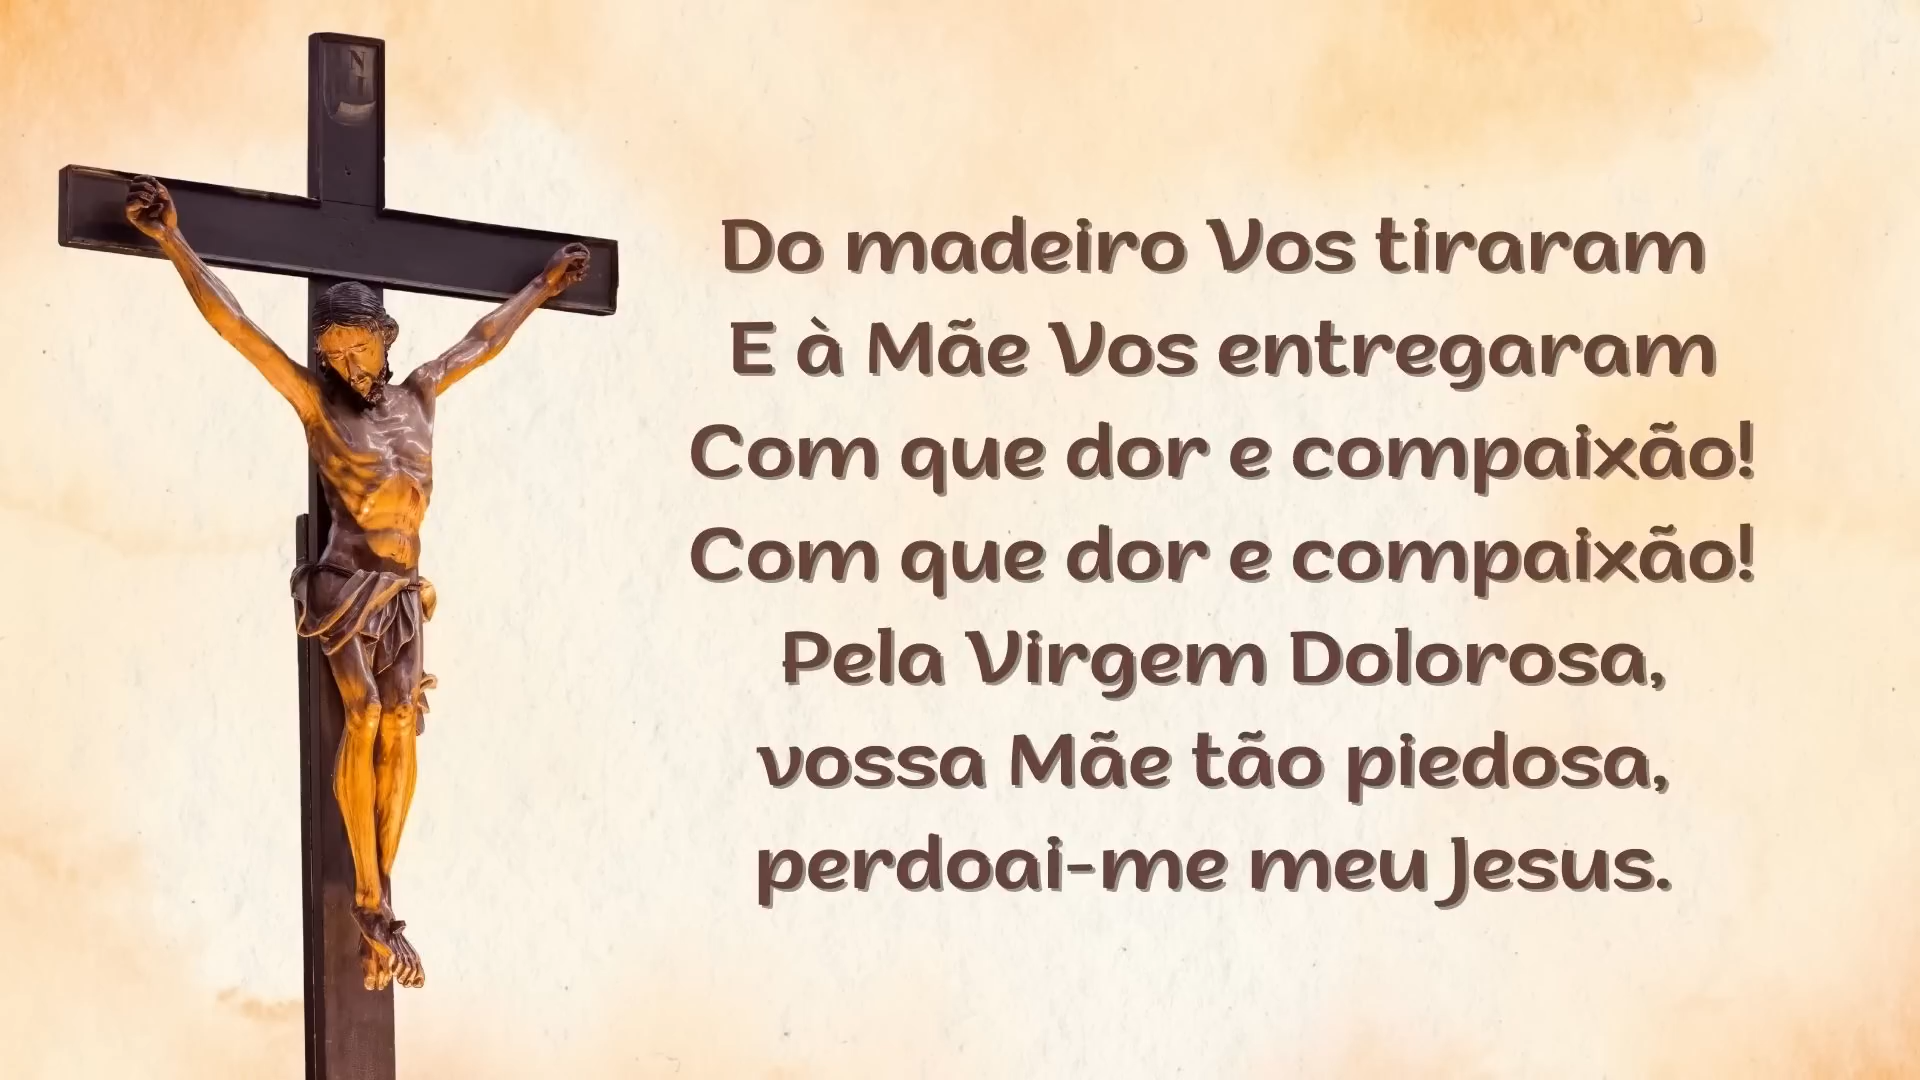 Do madeiro Vos tiraram
E à Mãe Vos entregaram
Com que dor e compaixão!
Com que dor e compaixão!
Pela Virgem Dolorosa,
vossa Mãe tão piedosa,
perdoai-me meu Jesus.